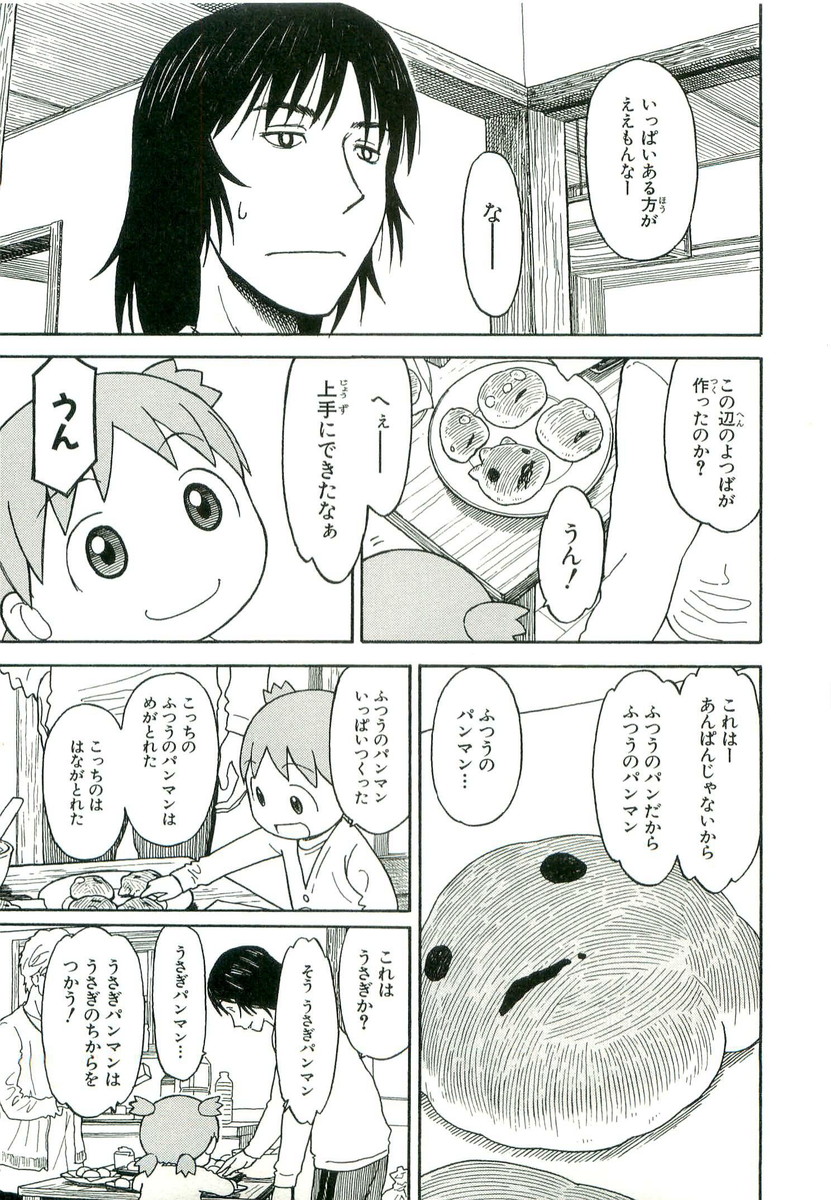 いっぱいある方が
ええもんなー
なー
この辺のよつばが
作ったのか?
うん!
へぇー
上手にできたなぁ
うん
これはー
あんぱんじゃないから
ふつうのパンだから
ふつうのパンマン
ふつうの
パンマン…
ふつうのパンマン
いっぱいつくった
こっちの
ふつうのパンマンは
めがとれた
こっちのは
はながとれた
これは
うさぎか?
そう うさぎパンマン
うさぎパンマン…
うさぎパンマンは
うさぎのちからを
つかう!